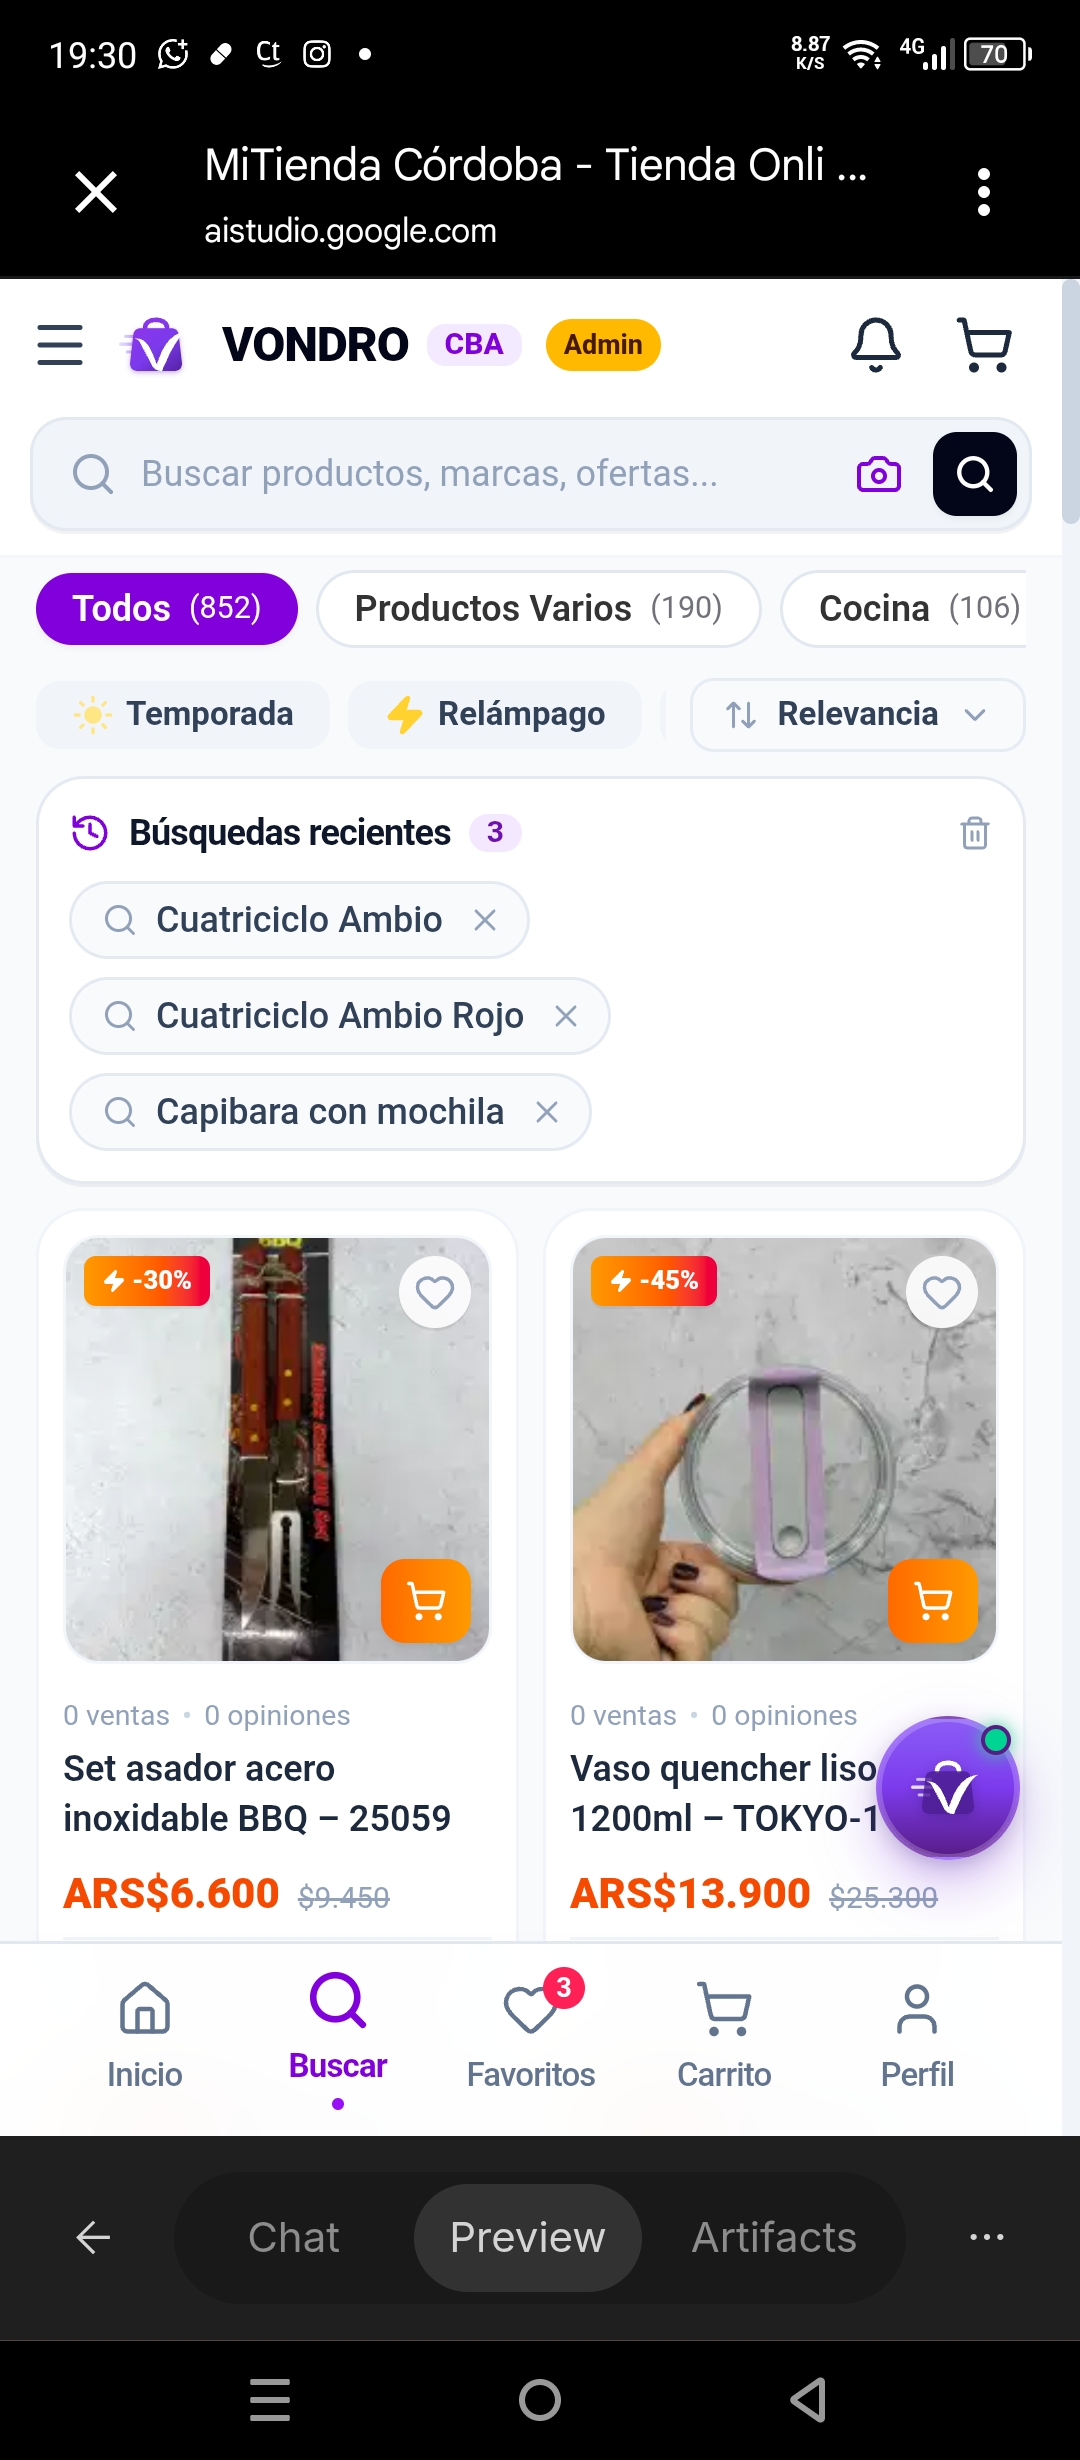 19:30 Ct 8.87 K/S 4G 70
MiTienda Córdoba - Tienda Onli ...
aistudio.google.com
VONDRO CBA Admin
Buscar productos, marcas, ofertas...
Todos (852) Productos Varios (190) Cocina (106)
Temporada Relámpago Relevancia
Búsquedas recientes 3
Cuatriciclo Ambio
Cuatriciclo Ambio Rojo
Capibara con mochila
-30% -45%
0 ventas • 0 opiniones
Set asador acero
inoxidable BBQ – 25059
ARS$6.600 $9.450
0 ventas • 0 opiniones
Vaso quencher liso
1200ml – TOKYO-1
ARS$13.900 $25.300
3
Inicio Buscar Favoritos Carrito Perfil
Chat Preview Artifacts